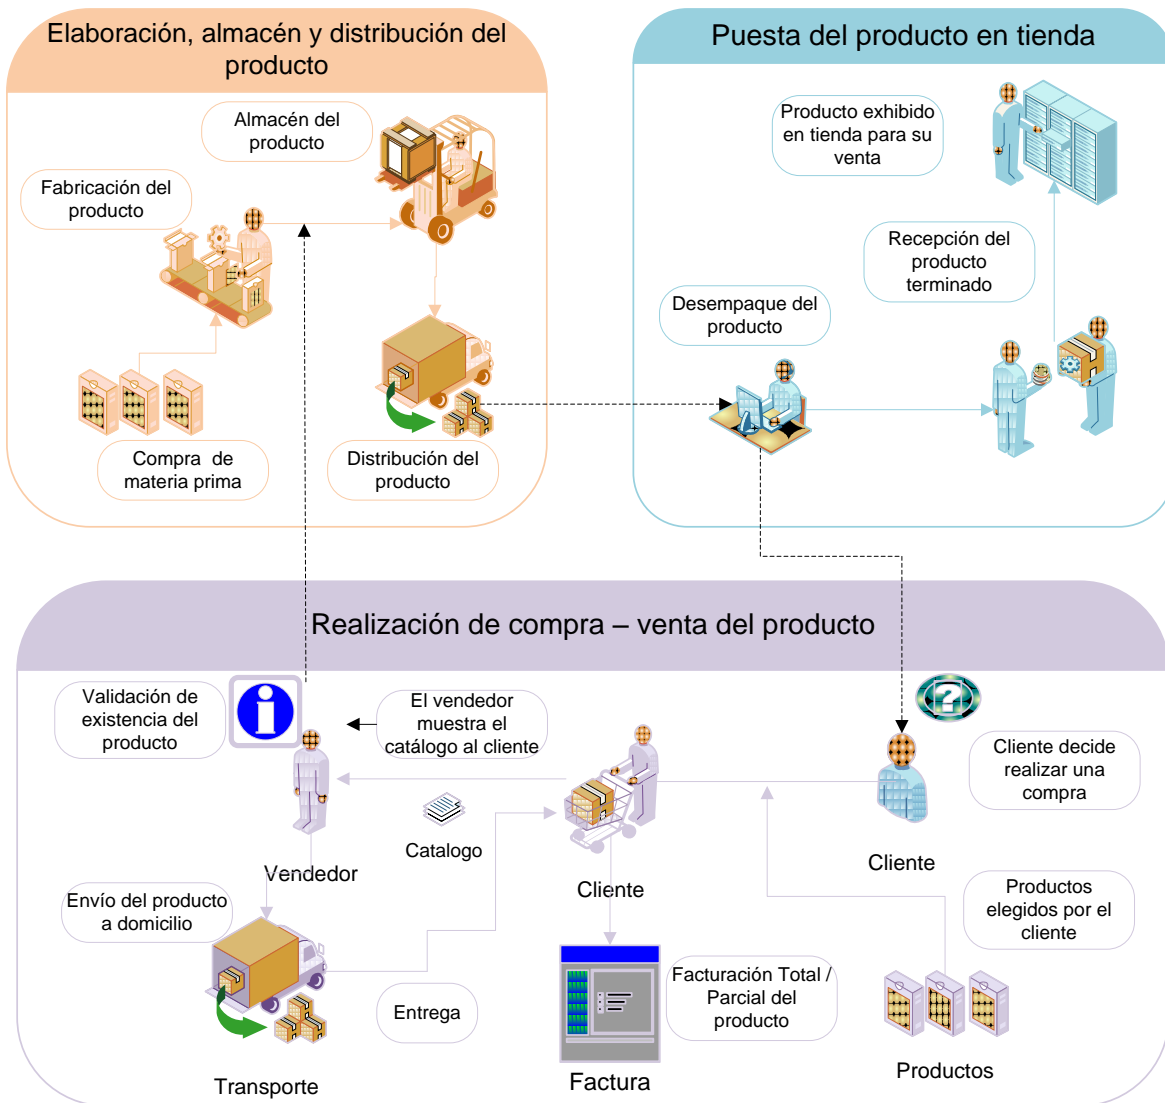 Elaboración, almacén y distribución del
producto
Almacén del
producto
Fabricación del
producto
Compra de
materia prima
Distribución del
producto
Puesta del producto en tienda
Producto exhibido
en tienda para su
venta
Recepción del
producto
terminado
Desempaque del
producto
Realización de compra – venta del producto
Validación de
existencia del
producto
El vendedor
muestra el
catálogo al cliente
Cliente decide
realizar una
compra
Catalogo
Vendedor
Cliente
Cliente
Envío del producto
a domicilio
Productos
elegidos por el
cliente
Entrega
Facturación Total /
Parcial del
producto
Transporte
Factura
Productos